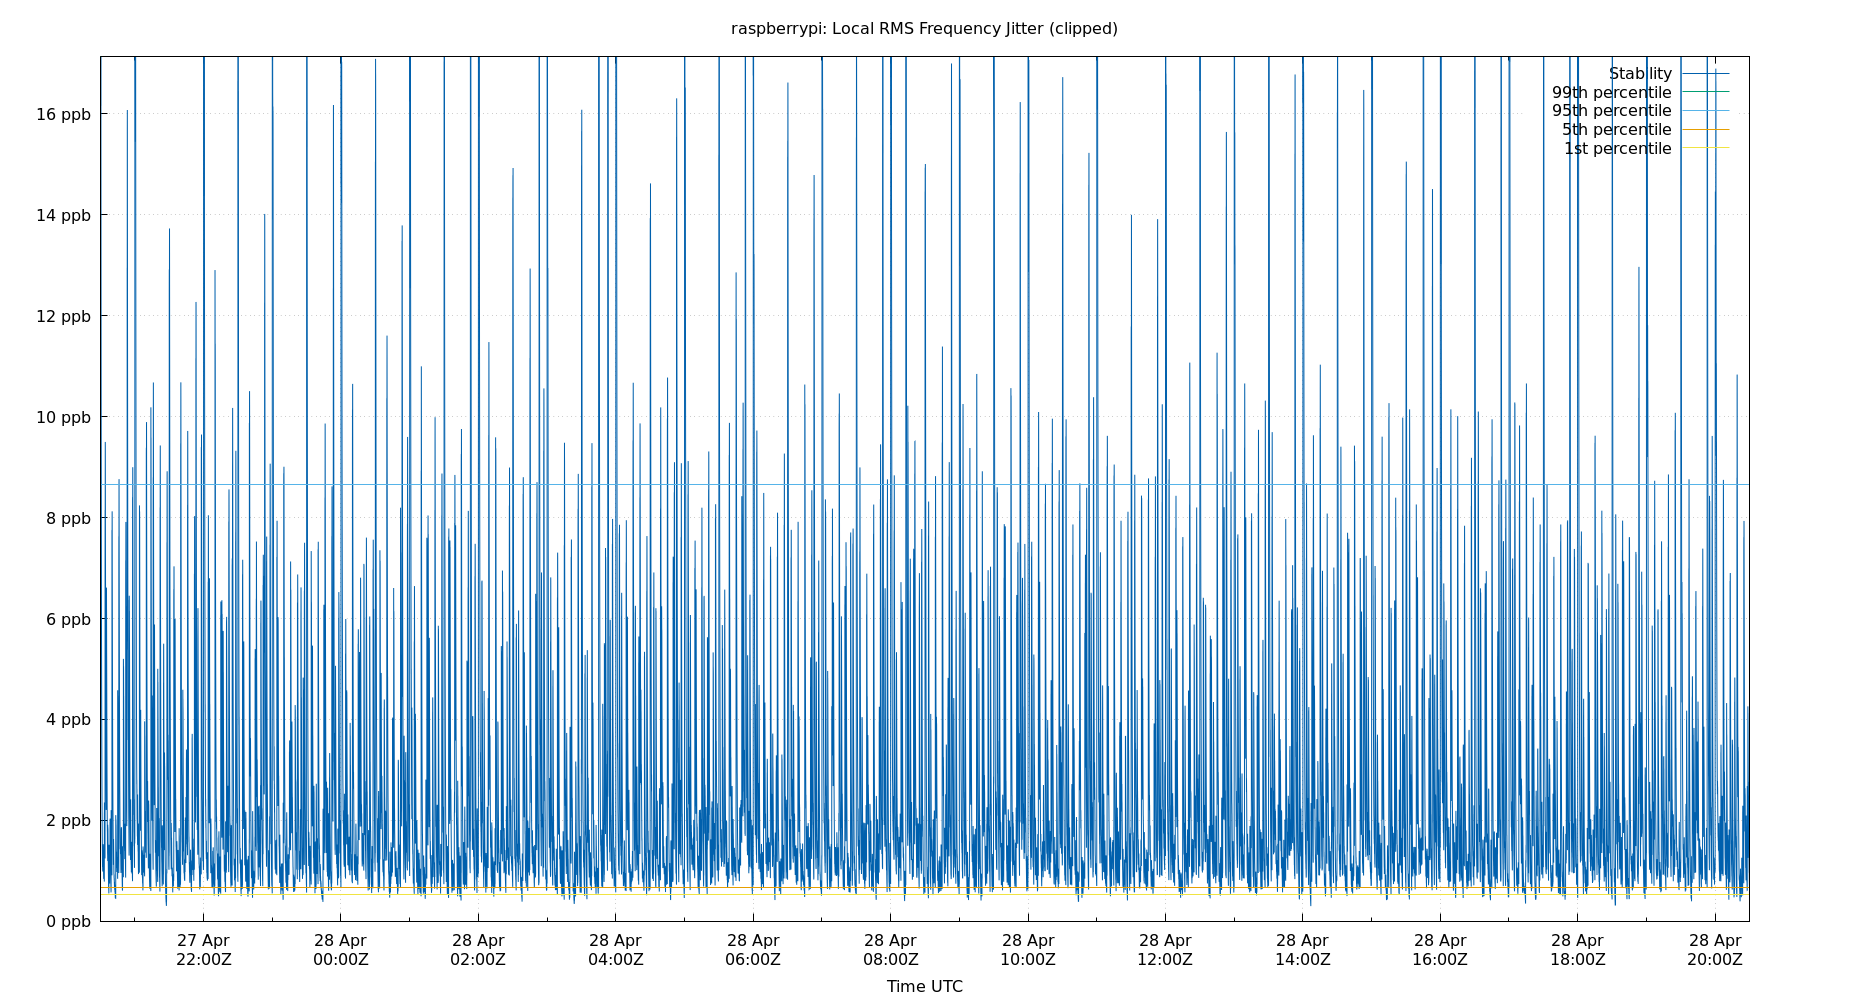 raspberrypi: Local RMS Frequency Jitter (clipped)
Stability
99th percentile
95th percentile
5th percentile
1st percentile
16 ppb
14 ppb
12 ppb
10 ppb
8 ppb
6 ppb
4 ppb
2 ppb
0 ppb
27 Apr 28 Apr 28 Apr 28 Apr 28 Apr 28 Apr 28 Apr 28 Apr 28 Apr 28 Apr 28 Apr 28 Apr
22:00Z 00:00Z 02:00Z 04:00Z 06:00Z 08:00Z 10:00Z 12:00Z 14:00Z 16:00Z 18:00Z 20:00Z
Time UTC